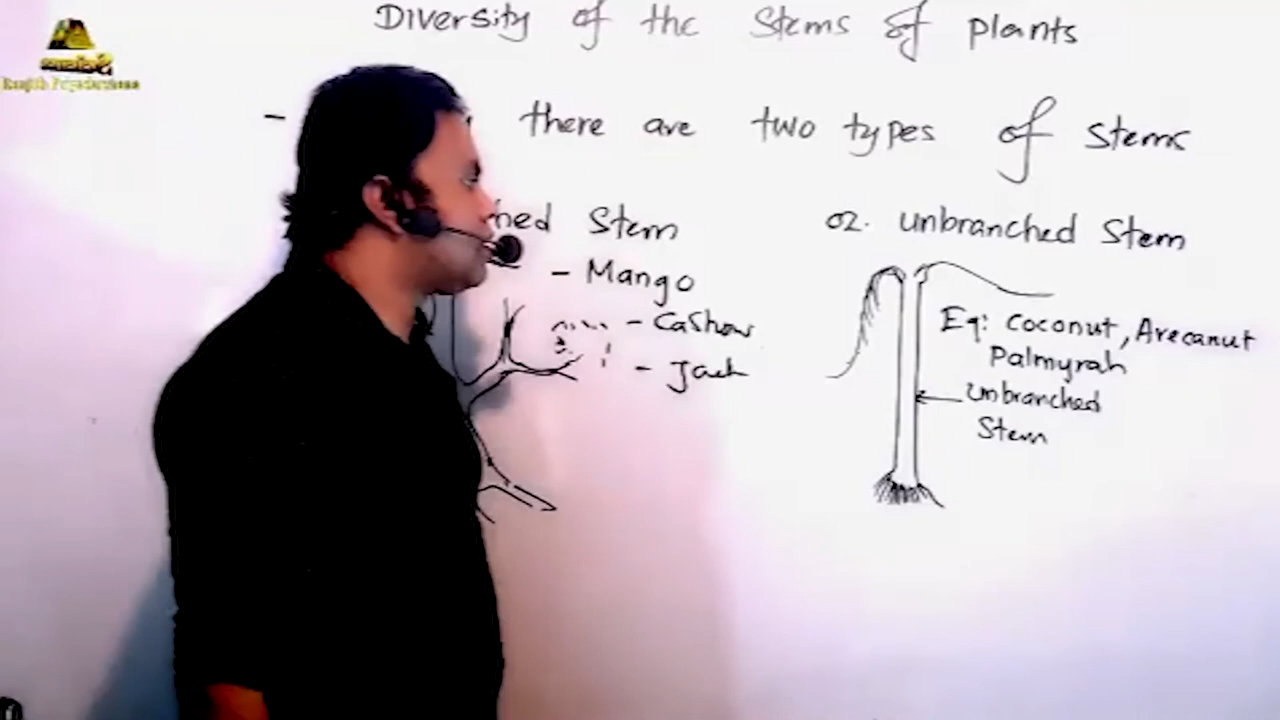 Diversity of the Stems of plants
- there are two types of Stems
hed Stem
- Mango
- Cashew
- Jack
02. unbranched Stem
Eg: Coconut, Arecanut
Palmyrah
Unbranched
Stem